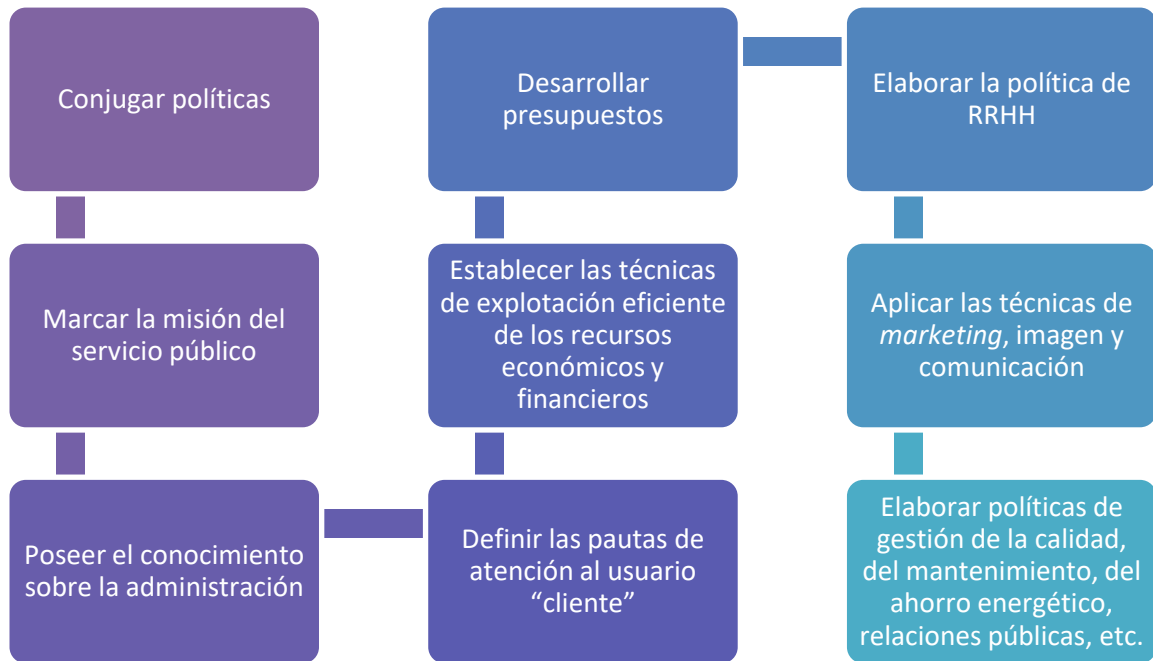 Conjugar políticas
Marcar la misión del
servicio público
Poseer el conocimiento
sobre la administración
Definir las pautas de
atención al usuario
“cliente”
Establecer las técnicas
de explotación eficiente
de los recursos
económicos y
financieros
Desarrollar
presupuestos
Elaborar la política de
RRHH
Aplicar las técnicas de
marketing, imagen y
comunicación
Elaborar políticas de
gestión de la calidad,
del mantenimiento, del
ahorro energético,
relaciones públicas, etc.